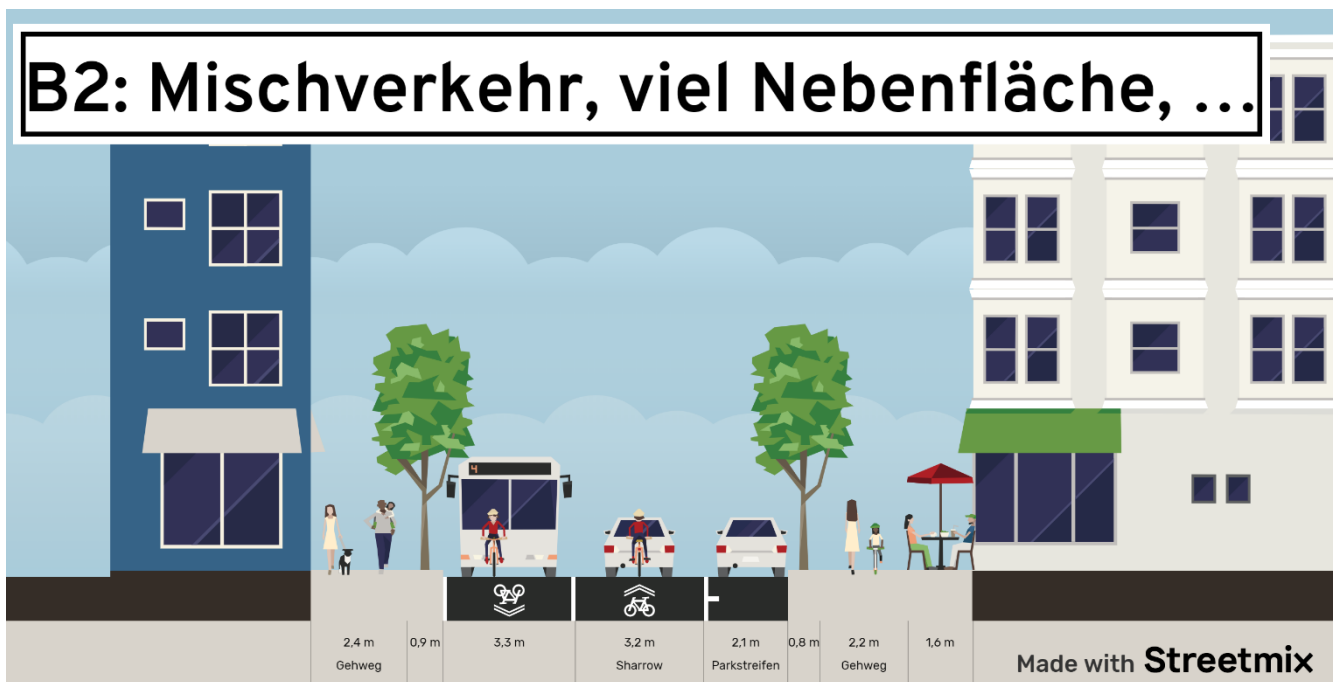 B2: Mischverkehr, viel Nebenfläche, ...
4
2,4 m
Gehweg
0,9 m
3,3 m
3,2 m
Sharrow
2,1 m
Parkstreifen
0,8 m
2,2 m
Gehweg
1,6 m
Made with Streetmix